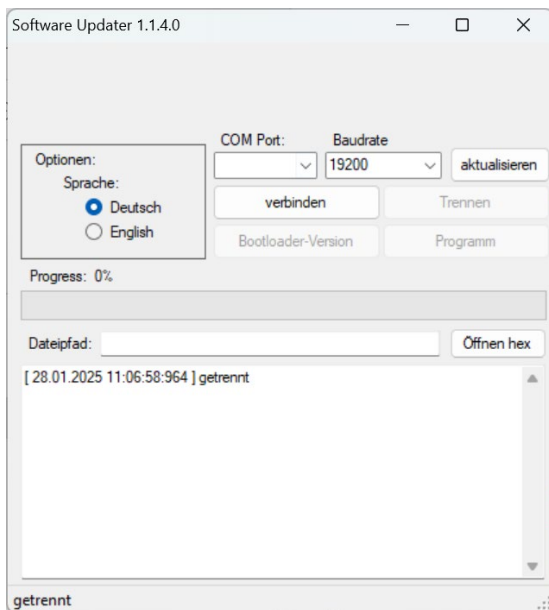 Software Updater 1.1.4.0
COM Port: Baudrate
Optionen:
19200 aktualisieren
Sprache:
Deutsch
verbinden Trennen
English
Bootloader-Version Programm
Progress: 0%
Dateipfad: Öffnen hex
[ 28.01.2025 11:06:58:964 ] getrennt
getrennt